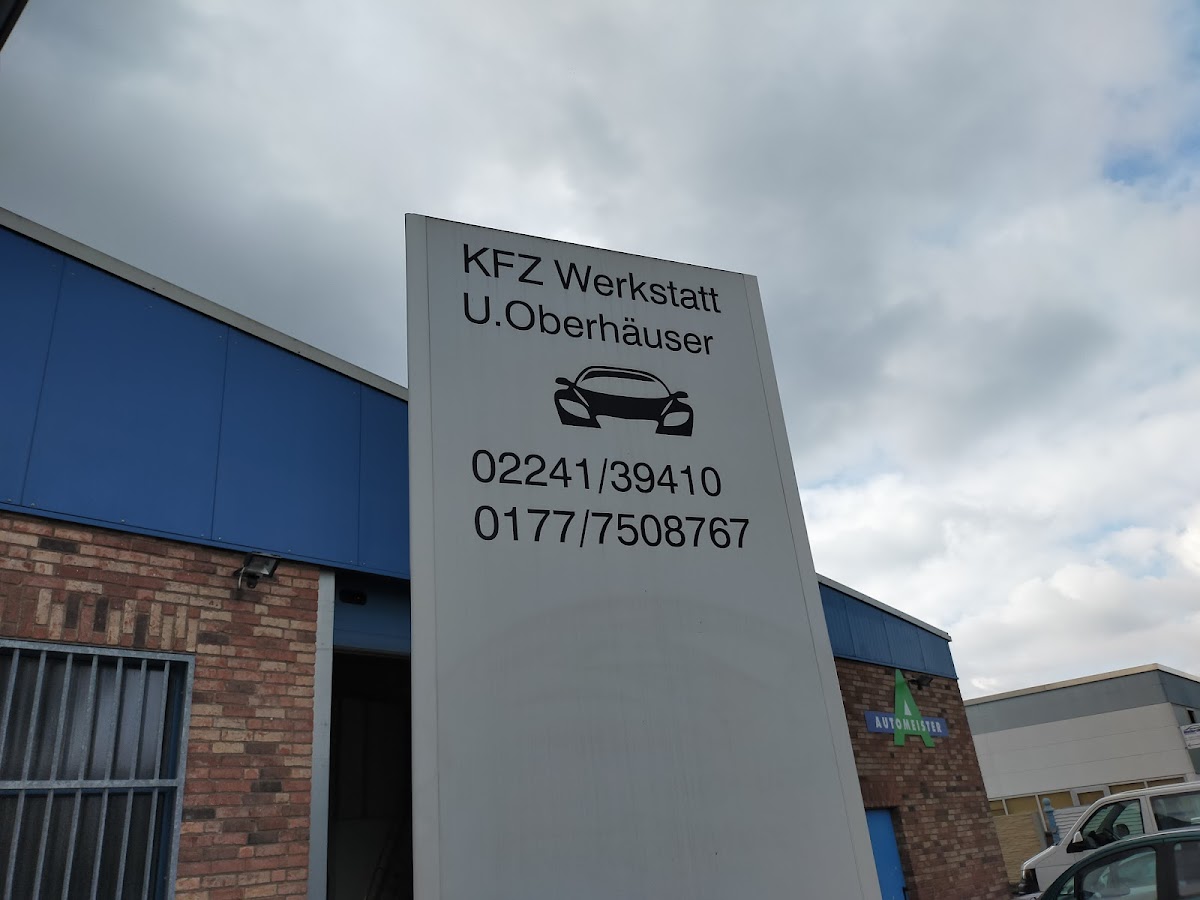 KFZ Werkstatt
U.Oberhäuser
02241/39410
0177/7508767
A
AUTOMEISTER